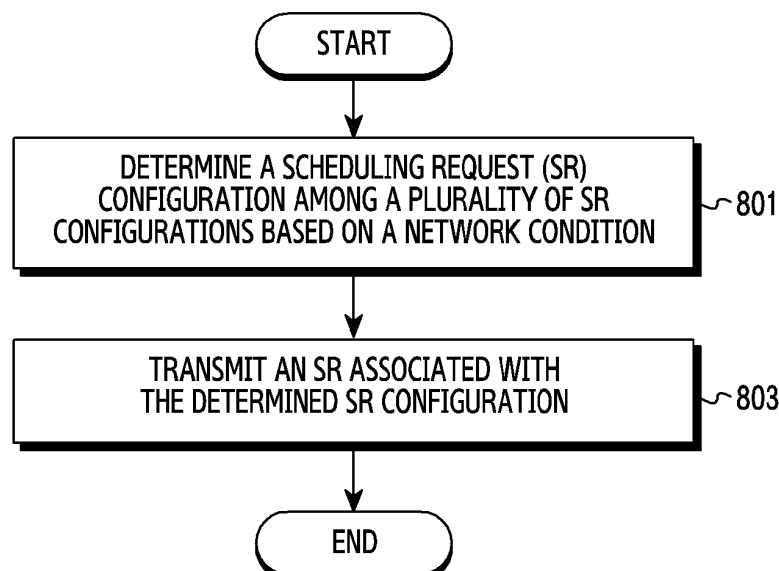 START
DETERMINE A SCHEDULING REQUEST (SR)
CONFIGURATION AMONG A PLURALITY OF SR
CONFIGURATIONS BASED ON A NETWORK CONDITION
801
TRANSMIT AN SR ASSOCIATED WITH
THE DETERMINED SR CONFIGURATION
803
END